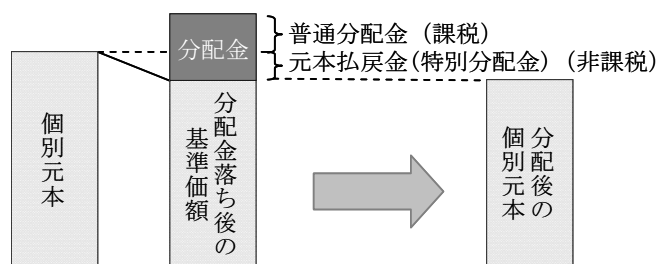 分配金
普通分配金（課税）
元本払戻金(特別分配金)（非課税）
個別元本
分配金落ち後の
基準価額
分配後の
個別元本